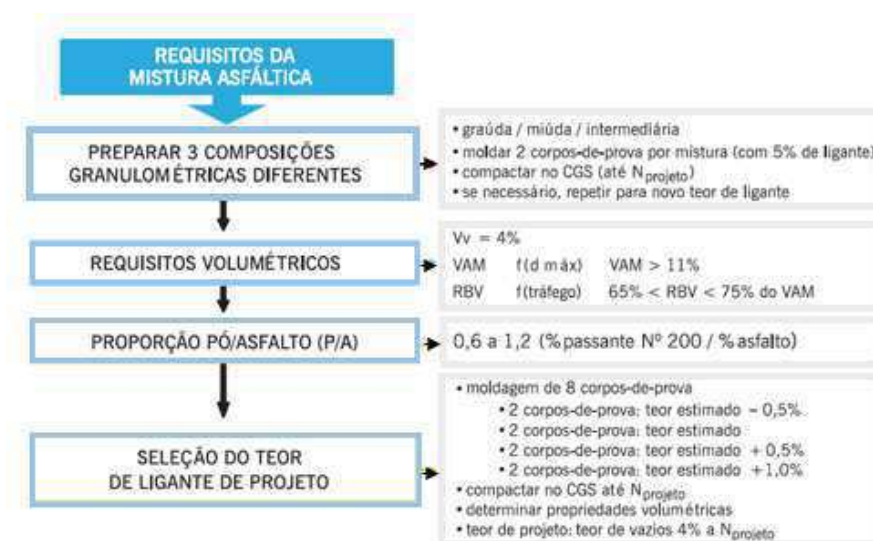 REQUISITOS DA
MISTURA ASFÁLTICA
PREPARAR 3 COMPOSIÇÕES
GRANULOMÉTRICAS DIFERENTES
• graúda / miúda / intermediária
• moldar 2 corpos-de-prova por mistura (com 5% de ligante)
• compactar no CGS (até Nprojeto)
• se necessário, repetir para novo teor de ligante
REQUISITOS VOLUMÉTRICOS
Vv = 4%
VAM f(d máx) VAM > 11%
RBV f(tráfego) 65% < RBV < 75% do VAM
PROPORÇÃO PÓ/ASFALTO (P/A)
0,6 a 1,2 (%passante Nº 200 / %asfalto)
SELEÇÃO DO TEOR
DE LIGANTE DE PROJETO
• moldagem de 8 corpos-de-prova
• 2 corpos-de-prova: teor estimado – 0,5%
• 2 corpos-de-prova: teor estimado
• 2 corpos-de-prova: teor estimado + 0,5%
• 2 corpos-de-prova: teor estimado +1,0%
• compactar no CGS até Nprojeto
• determinar propriedades volumétricas
• teor de projeto: teor de vazios 4% a Nprojeto